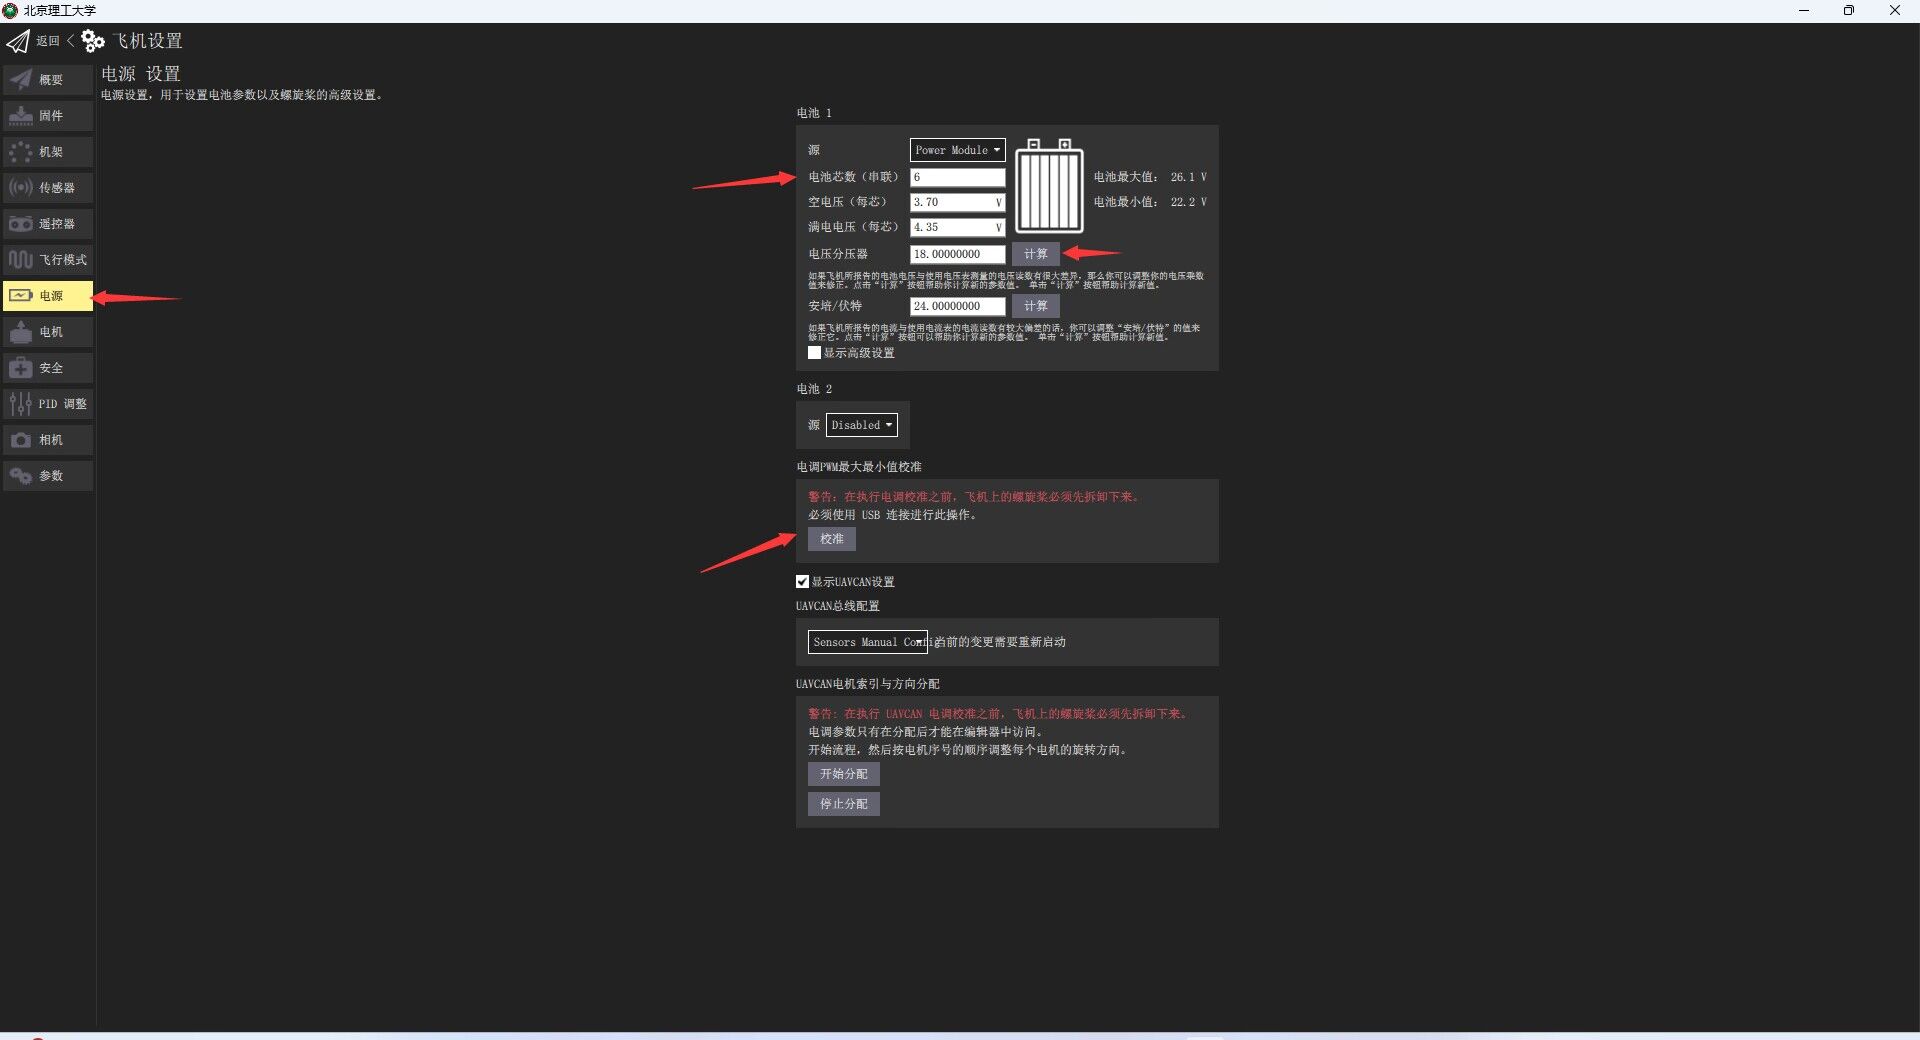 北京理工大学
返回 飞机设置
概要
固件
机架
传感器
遥控器
飞行模式
电源
电机
安全
PID 调整
相机
参数
电源 设置
电源设置，用于设置电池参数以及螺旋桨的高级设置。
电池 1
源 Power Module
电池芯数（串联） 6 电池最大值： 26.1 V
空电压（每芯） 3.70 V 电池最小值： 22.2 V
满电电压（每芯） 4.35 V
电压分压器 18.00000000 计算
如果飞机所报告的电池电压与使用电压表测量的电压读数有很大差异，那么你可以调整你的电压乘数
值来修正。点击“计算”按钮帮助你计算新的参数值。 单击“计算”按钮帮助计算新值。
安培/伏特 24.00000000 计算
如果飞机所报告的电流与使用电流表的电流读数有较大偏差的话，你可以调整“安培/伏特”的值来
修正它。点击“计算”按钮可以帮助你计算新的参数值。 单击“计算”按钮帮助计算新值。
显示高级设置
电池 2
源 Disabled
电调PWM最大最小值校准
警告：在执行电调校准之前，飞机上的螺旋桨必须先拆卸下来。
必须使用 USB 连接进行此操作。
校准
显示UAVCAN设置
UAVCAN总线配置
Sensors Manual Config 当前的变更需要重新启动
UAVCAN电机索引与方向分配
警告：在执行 UAVCAN 电调校准之前，飞机上的螺旋桨必须先拆卸下来。
电调参数只有在分配后才能在编辑器中访问。
开始流程，然后按电机序号的顺序调整每个电机的旋转方向。
开始分配
停止分配